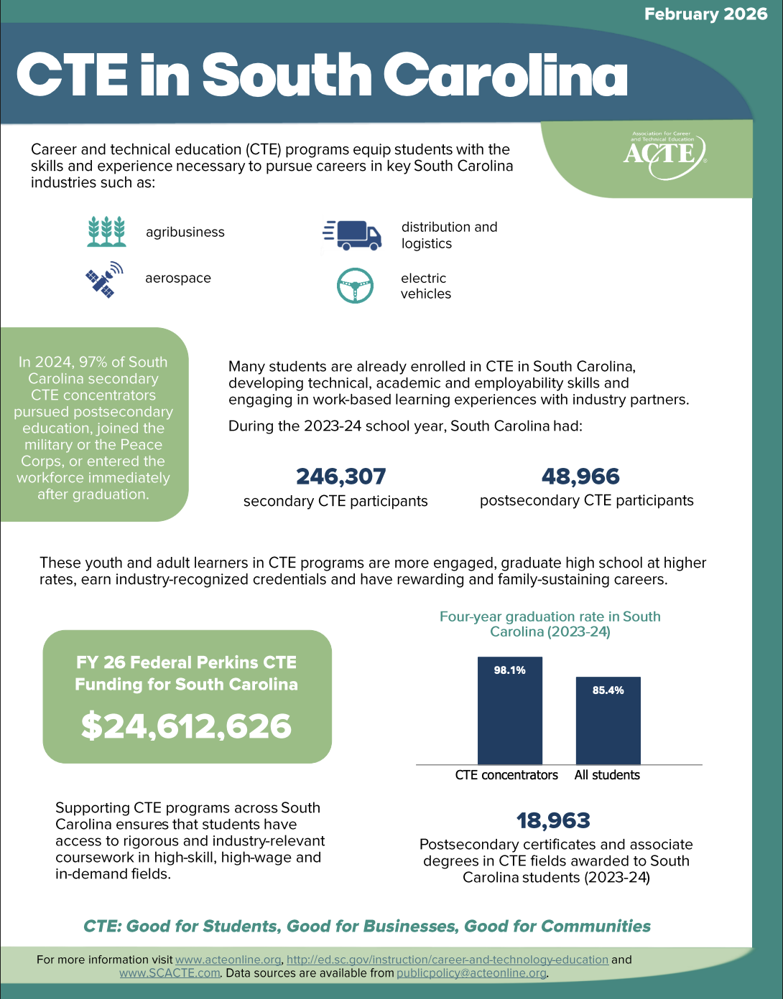 February 2026
CTE in South Carolina
Association for Career
and Technical Education
ACTE®
Career and technical education (CTE) programs equip students with the
skills and experience necessary to pursue careers in key South Carolina
industries such as:
agribusiness
distribution and
logistics
aerospace
electric
vehicles
In 2024, 97% of South
Carolina secondary
CTE concentrators
pursued postsecondary
education, joined the
military or the Peace
Corps, or entered the
workforce immediately
after graduation.
Many students are already enrolled in CTE in South Carolina,
developing technical, academic and employability skills and
engaging in work-based learning experiences with industry partners.
During the 2023-24 school year, South Carolina had:
246,307
secondary CTE participants
48,966
postsecondary CTE participants
These youth and adult learners in CTE programs are more engaged, graduate high school at higher
rates, earn industry-recognized credentials and have rewarding and family-sustaining careers.
FY 26 Federal Perkins CTE
Funding for South Carolina
$24,612,626
Four-year graduation rate in South
Carolina (2023-24)
98.1%
85.4%
CTE concentrators
All students
Supporting CTE programs across South
Carolina ensures that students have
access to rigorous and industry-relevant
coursework in high-skill, high-wage and
in-demand fields.
18,963
Postsecondary certificates and associate
degrees in CTE fields awarded to South
Carolina students (2023-24)
CTE: Good for Students, Good for Businesses, Good for Communities
For more information visit www.acteonline.org, http://ed.sc.gov/instruction/career-and-technology-education and
www.SCACTE.com. Data sources are available from publicpolicy@acteonline.org.